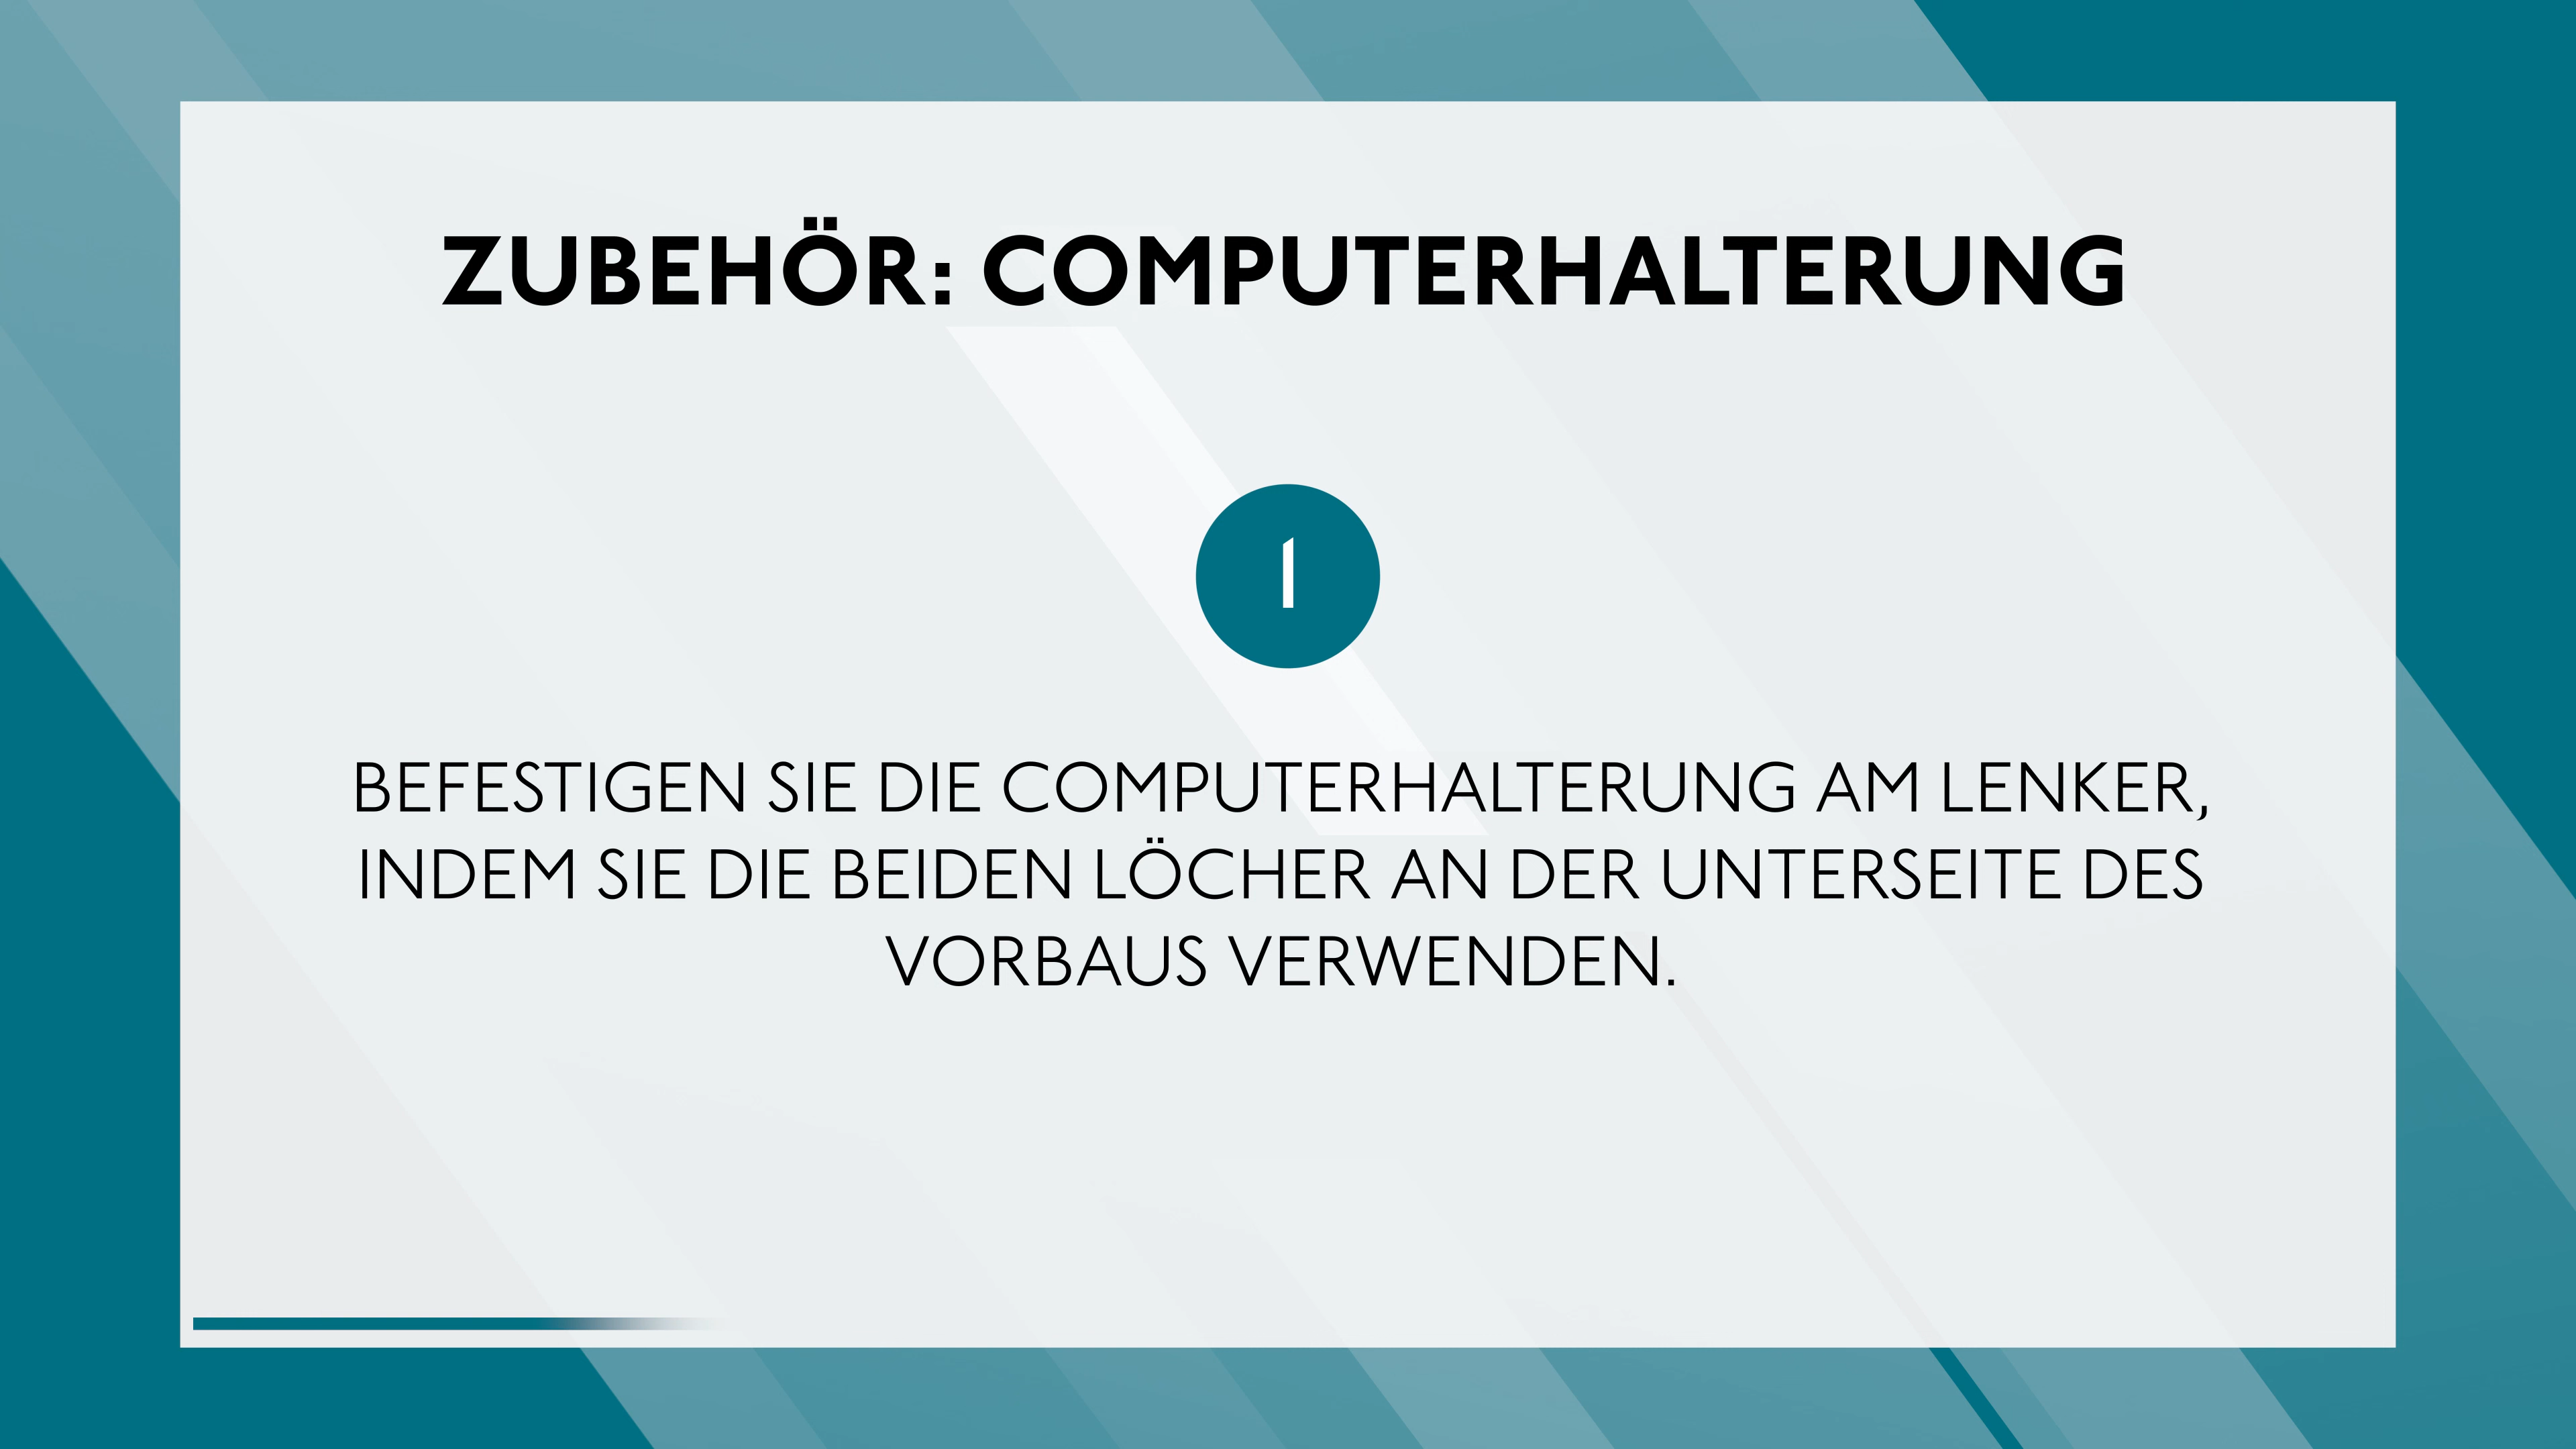 ZUBEHÖR: COMPUTERHALTERUNG
1
BEFESTIGEN SIE DIE COMPUTERHALTERUNG AM LENKER,
INDEM SIE DIE BEIDEN LÖCHER AN DER UNTERSEITE DES
VORBAUS VERWENDEN.